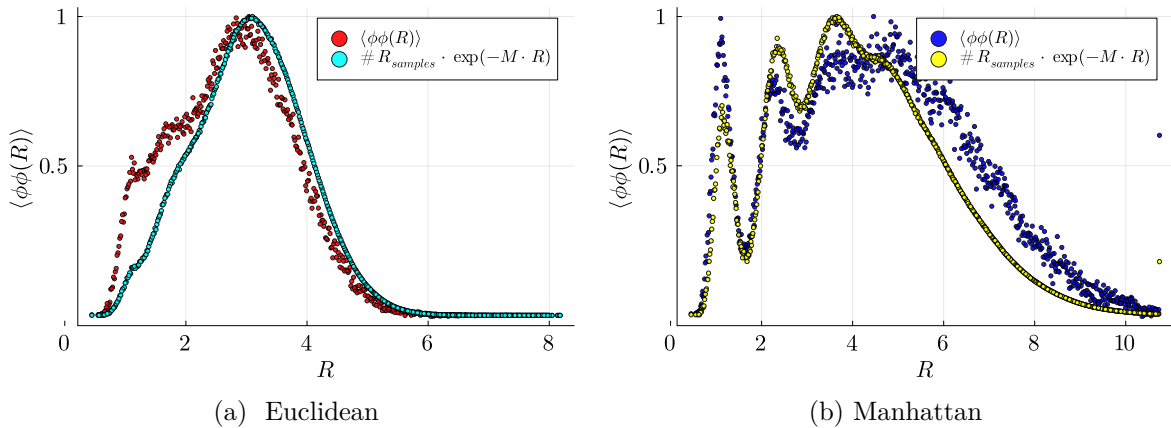 1
0.5
⟨ϕϕ(R)⟩
⟨ϕϕ(R)⟩
# R_samples · exp(−M · R)
0 2 4 6 8
R
(a) Euclidean
1
0.5
⟨ϕϕ(R)⟩
⟨ϕϕ(R)⟩
# R_samples · exp(−M · R)
0 2 4 6 8 10
R
(b) Manhattan